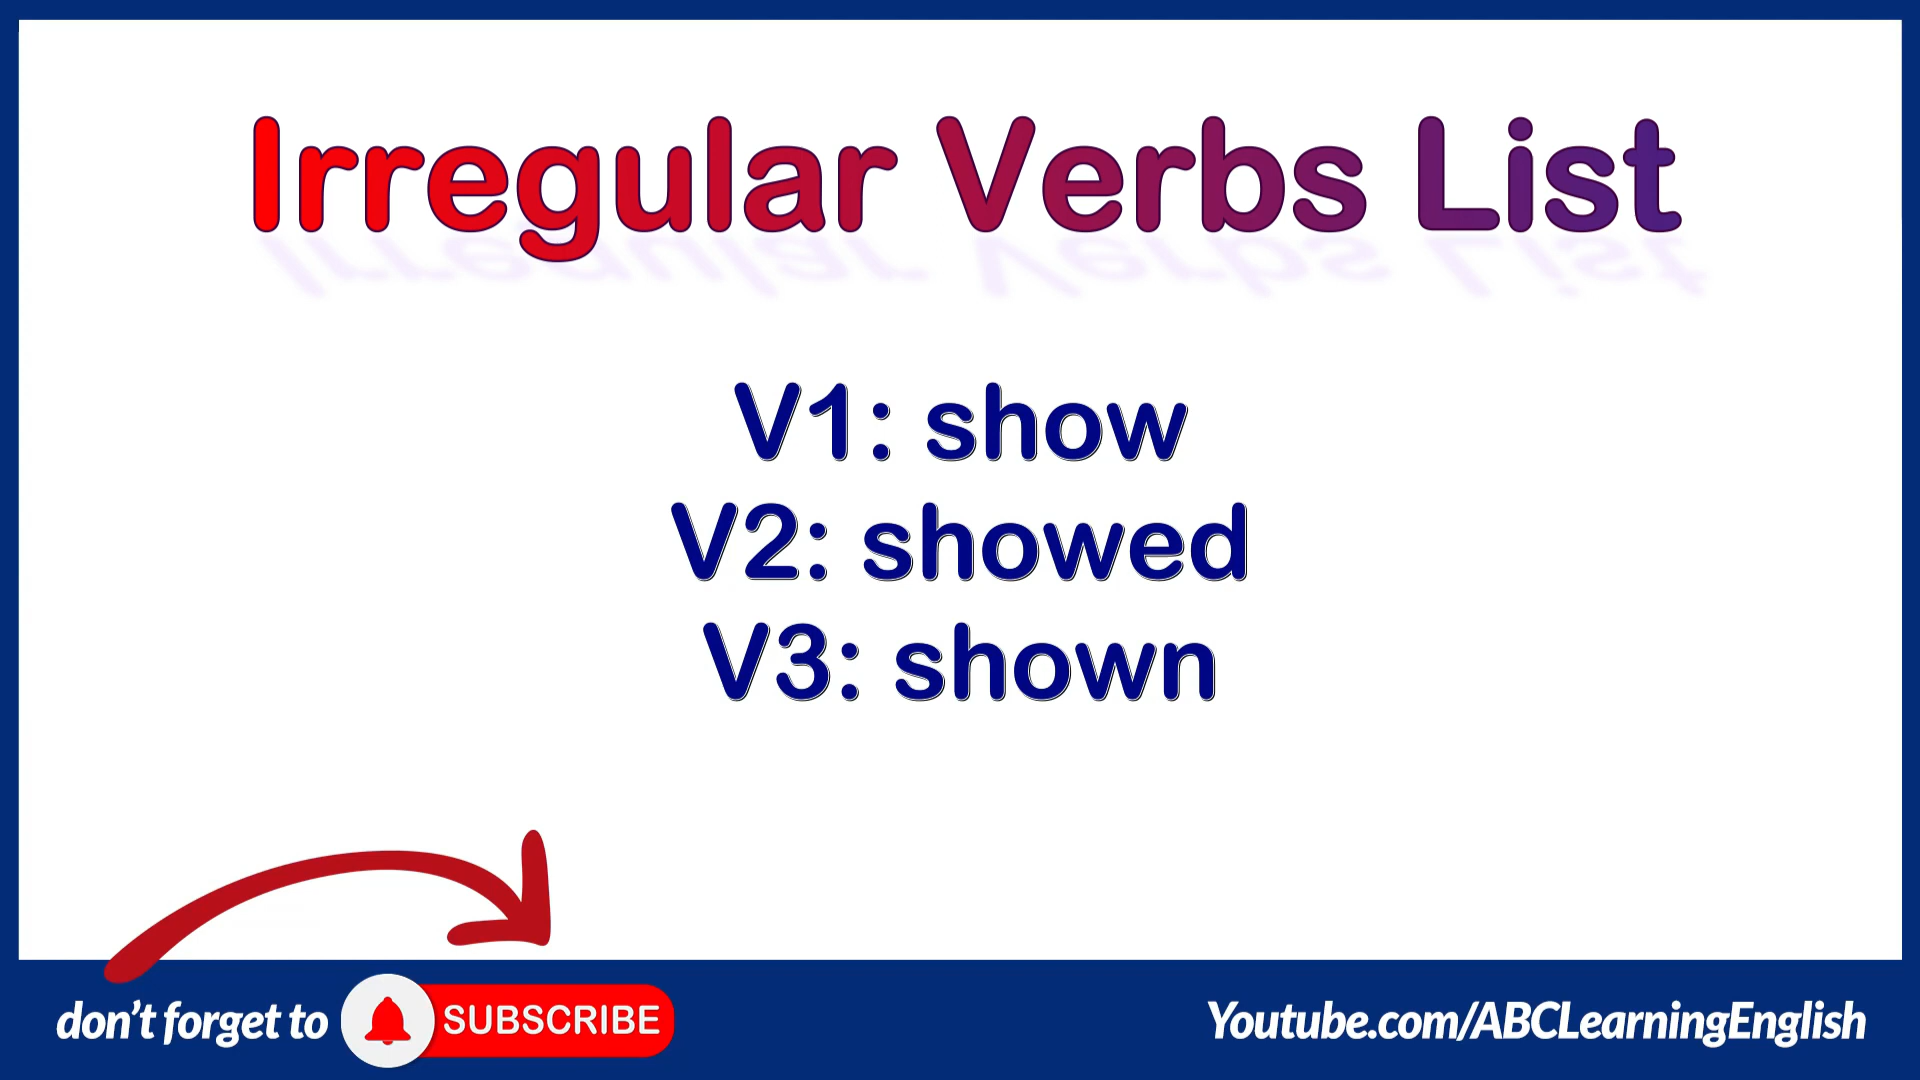 Irregular Verbs List
V1: show
V2: showed
V3: shown
don't forget to SUBSCRIBE
Youtube.com/ABCLearningEnglish